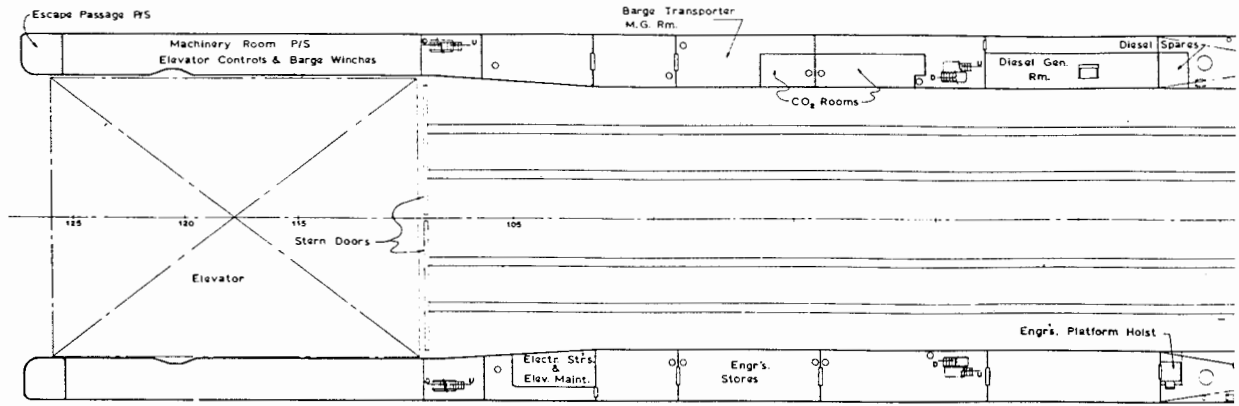 Escape Passage P/S
Machinery Room P/S
Elevator Controls & Barge Winches
U
D
Barge Transporter
M.G. Rm.
CO₂ Rooms
D
U
Diesel Gen.
Rm.
Diesel Spares
125
120
115
105
Stern Doors
Elevator
D
U
Electr. Str's.
&
Elev. Maint.
Engr's.
Stores
D
U
Engr's. Platform Hoist